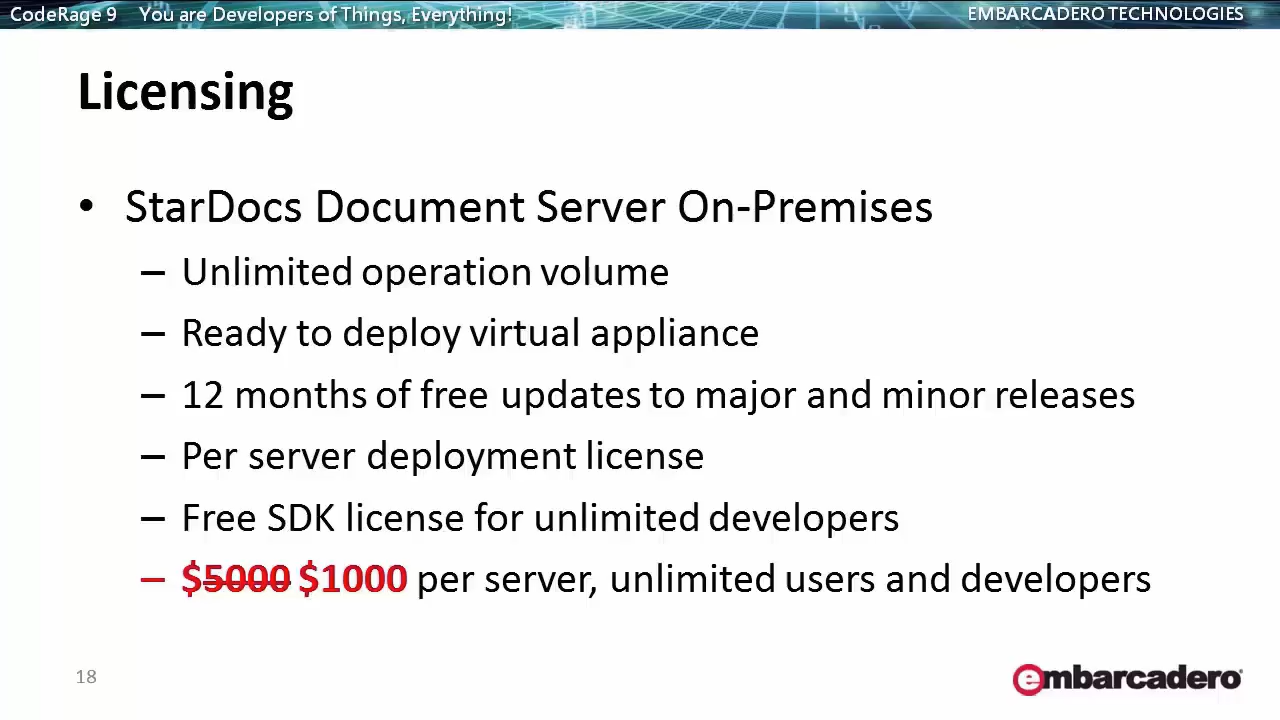 CodeRage 9 You are Developers of Things, Everything!
EMBARCADERO TECHNOLOGIES
Licensing
• StarDocs Document Server On-Premises
– Unlimited operation volume
– Ready to deploy virtual appliance
– 12 months of free updates to major and minor releases
– Per server deployment license
– Free SDK license for unlimited developers
– $5000 $1000 per server, unlimited users and developers
18
embarcadero